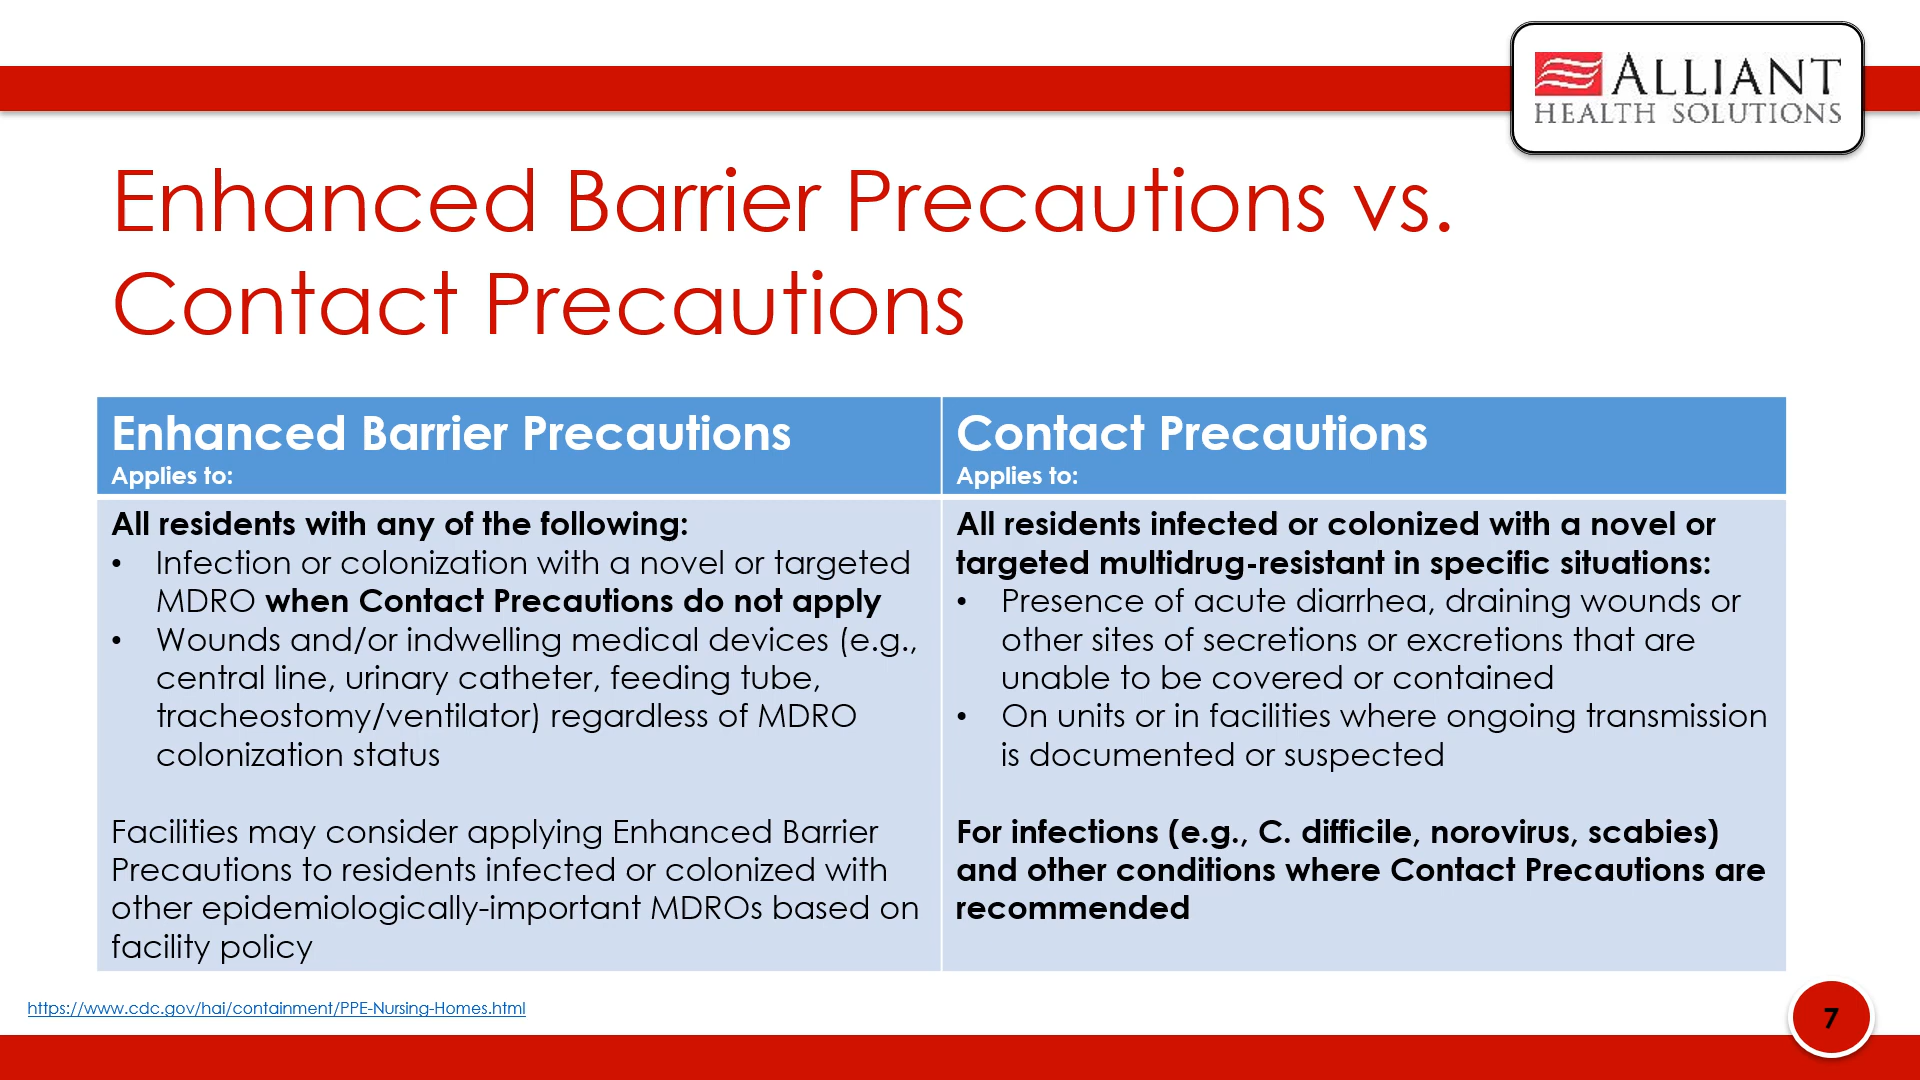 ALLIANT
HEALTH SOLUTIONS
Enhanced Barrier Precautions vs.
Contact Precautions
Enhanced Barrier Precautions
Applies to:
All residents with any of the following:
• Infection or colonization with a novel or targeted
MDRO when Contact Precautions do not apply
• Wounds and/or indwelling medical devices (e.g.,
central line, urinary catheter, feeding tube,
tracheostomy/ventilator) regardless of MDRO
colonization status
Facilities may consider applying Enhanced Barrier
Precautions to residents infected or colonized with
other epidemiologically-important MDROs based on
facility policy
Contact Precautions
Applies to:
All residents infected or colonized with a novel or
targeted multidrug-resistant in specific situations:
• Presence of acute diarrhea, draining wounds or
other sites of secretions or excretions that are
unable to be covered or contained
• On units or in facilities where ongoing transmission
is documented or suspected
For infections (e.g., C. difficile, norovirus, scabies)
and other conditions where Contact Precautions are
recommended
https://www.cdc.gov/hai/containment/PPE-Nursing-Homes.html
7